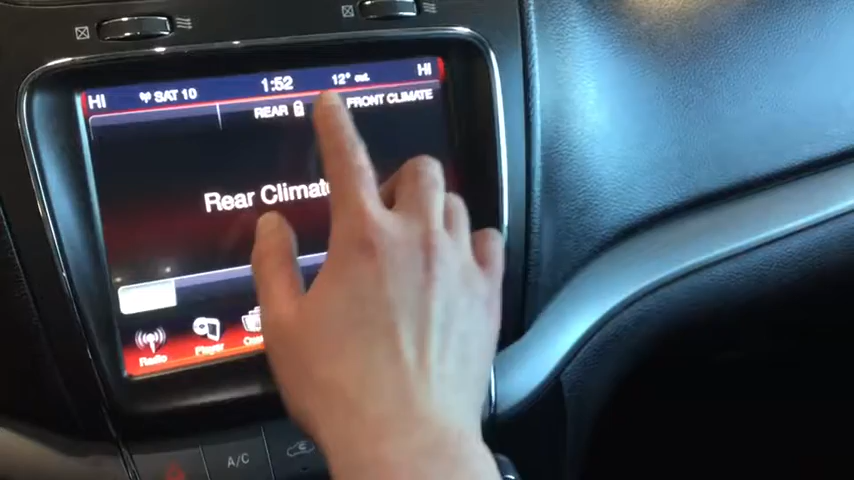 HI SAT 10 1:52 12° out HI
REAR FRONT CLIMATE
Rear Climate
Radio Player
A/C